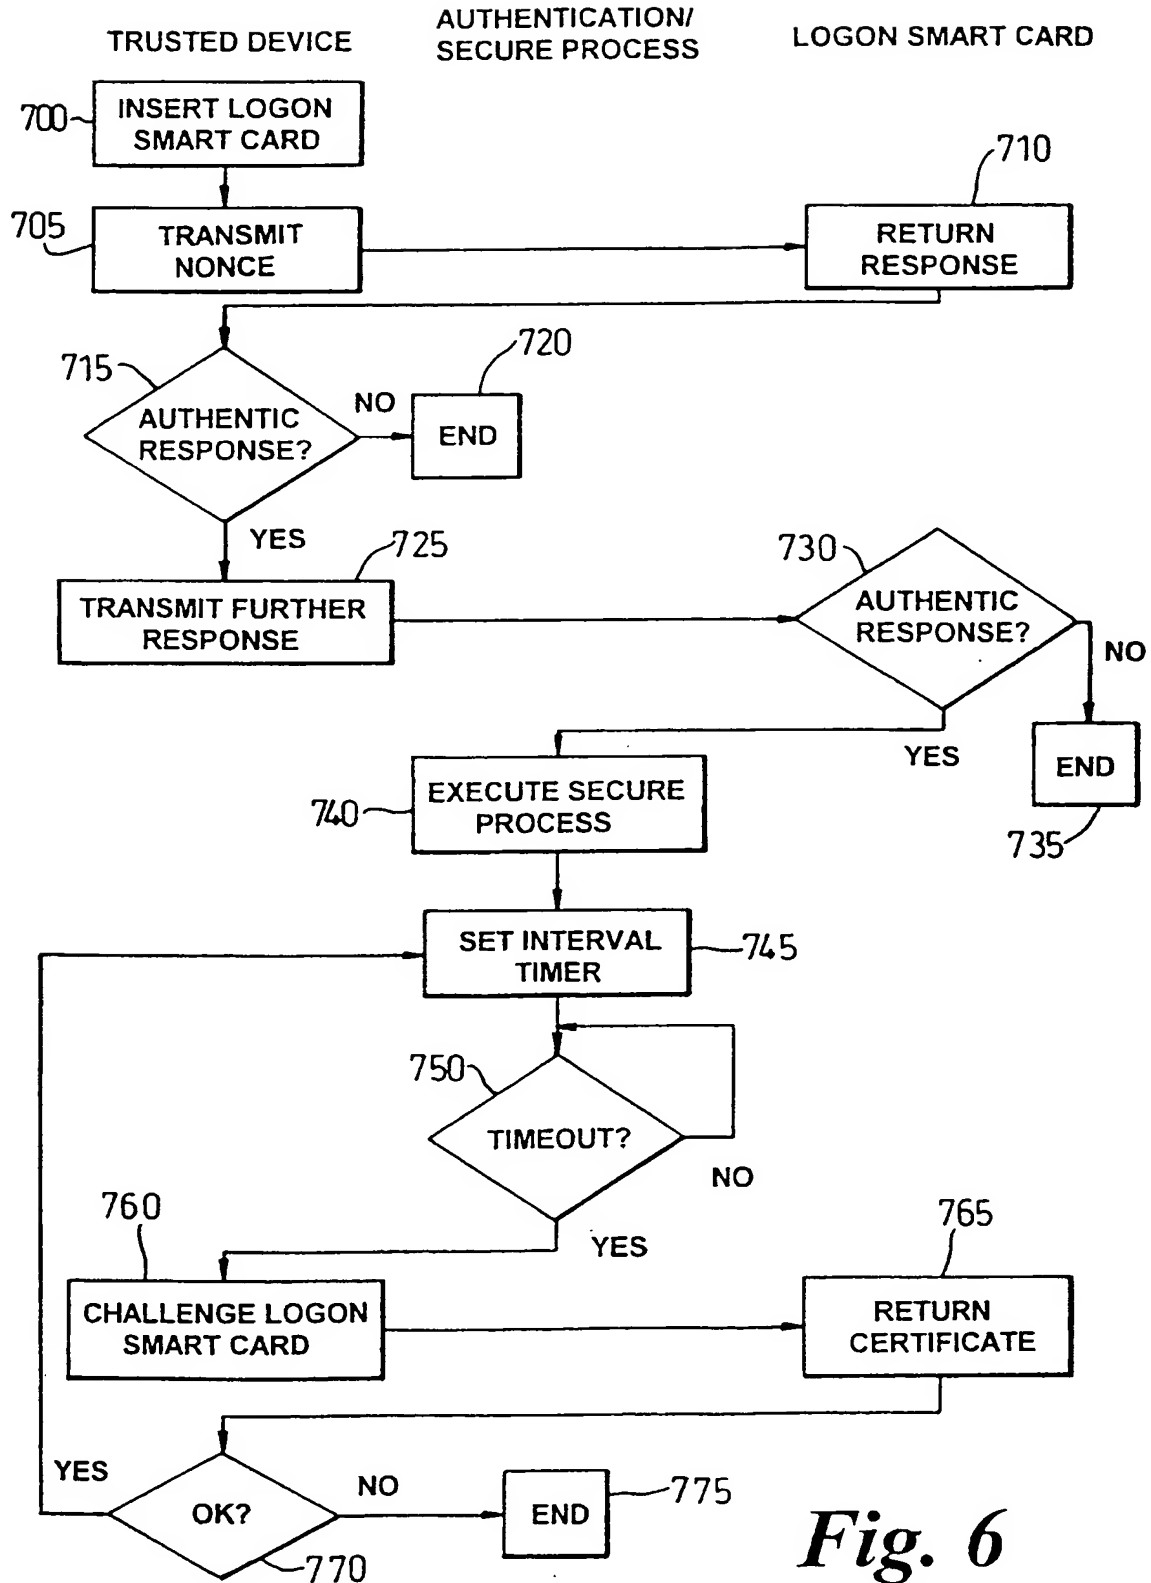 TRUSTED DEVICE
AUTHENTICATION/
SECURE PROCESS
LOGON SMART CARD
700
INSERT LOGON
SMART CARD
705
TRANSMIT
NONCE
710
RETURN
RESPONSE
715
AUTHENTIC
RESPONSE?
NO
720
END
YES
725
TRANSMIT FURTHER
RESPONSE
730
AUTHENTIC
RESPONSE?
NO
YES
END
735
740
EXECUTE SECURE
PROCESS
SET INTERVAL
TIMER
745
750
TIMEOUT?
NO
YES
760
CHALLENGE LOGON
SMART CARD
765
RETURN
CERTIFICATE
YES
OK?
NO
770
END
775
Fig. 6